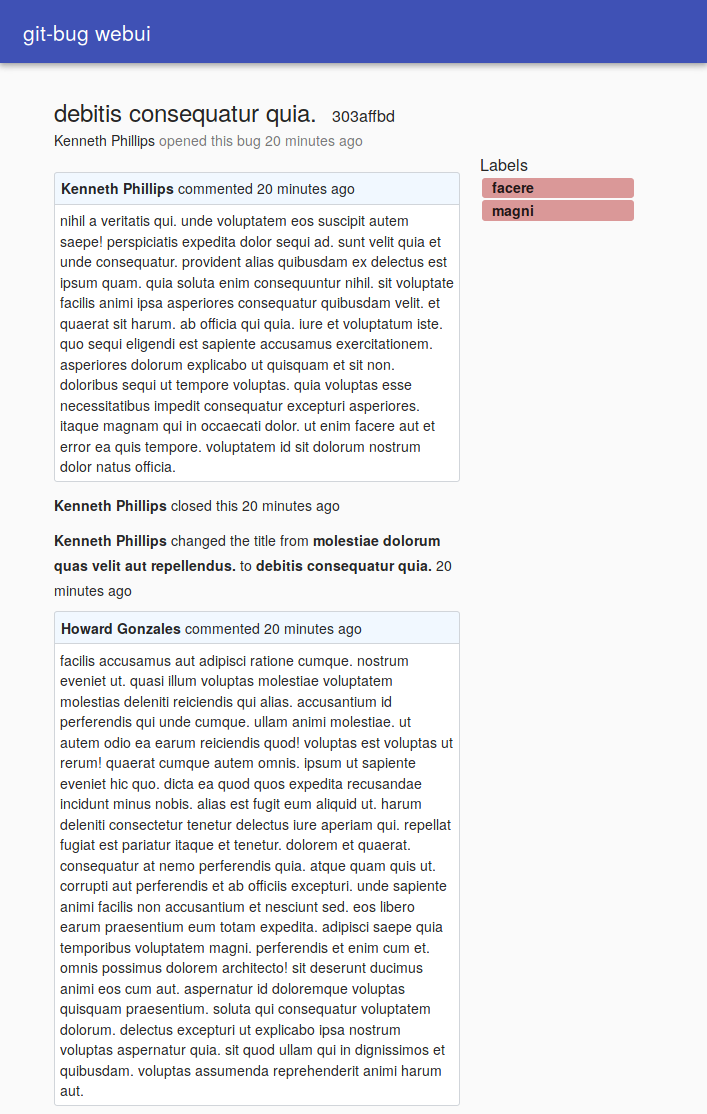 git-bug webui
debitis consequatur quia. 303affbd
Kenneth Phillips opened this bug 20 minutes ago
Labels
facere
magni
Kenneth Phillips commented 20 minutes ago
nihil a veritatis qui. unde voluptatem eos suscipit autem
saepe! perspiciatis expedita dolor sequi ad. sunt velit quia et
unde consequatur. provident alias quibusdam ex delectus est
ipsum quam. quia soluta enim consequuntur nihil. sit voluptate
facilis animi ipsa asperiores consequatur quibusdam velit. et
quaerat sit harum. ab officia qui quia. iure et voluptatum iste.
quo sequi eligendi est sapiente accusamus exercitationem.
asperiores dolorum explicabo ut quisquam et sit non.
doloribus sequi ut tempore voluptas. quia voluptas esse
necessitatibus impedit consequatur excepturi asperiores.
itaque magnam qui in occaecati dolor. ut enim facere aut et
error ea quis tempore. voluptatem id sit dolorum nostrum
dolor natus officia.
Kenneth Phillips closed this 20 minutes ago
Kenneth Phillips changed the title from molestiae dolorum
quas velit aut repellendus. to debitis consequatur quia. 20
minutes ago
Howard Gonzales commented 20 minutes ago
facilis accusamus aut adipisci ratione cumque. nostrum
eveniet ut. quasi illum voluptas molestiae voluptatem
molestias deleniti reiciendis qui alias. accusantium id
perferendis qui unde cumque. ullam animi molestiae. ut
autem odio ea earum reiciendis quod! voluptas est voluptas ut
rerum! quaerat cumque autem omnis. ipsum ut sapiente
eveniet hic quo. dicta ea quod quos expedita recusandae
incidunt minus nobis. alias est fugit eum aliquid ut. harum
deleniti consectetur tenetur delectus iure aperiam qui. repellat
fugiat est pariatur itaque et tenetur. dolorem et quaerat.
consequatur at nemo perferendis quia. atque quam quis ut.
corrupti aut perferendis et ab officiis excepturi. unde sapiente
animi facilis non accusantium et nesciunt sed. eos libero
earum praesentium eum totam expedita. adipisci saepe quia
temporibus voluptatem magni. perferendis et enim cum et.
omnis possimus dolorem architecto! sit deserunt ducimus
animi eos cum aut. aspernatur id doloremque voluptas
quisquam praesentium. soluta qui consequatur voluptatem
dolorum. delectus excepturi ut explicabo ipsa nostrum
voluptas aspernatur quia. sit quod ullam qui in dignissimos et
quibusdam. voluptas assumenda reprehenderit animi harum
aut.